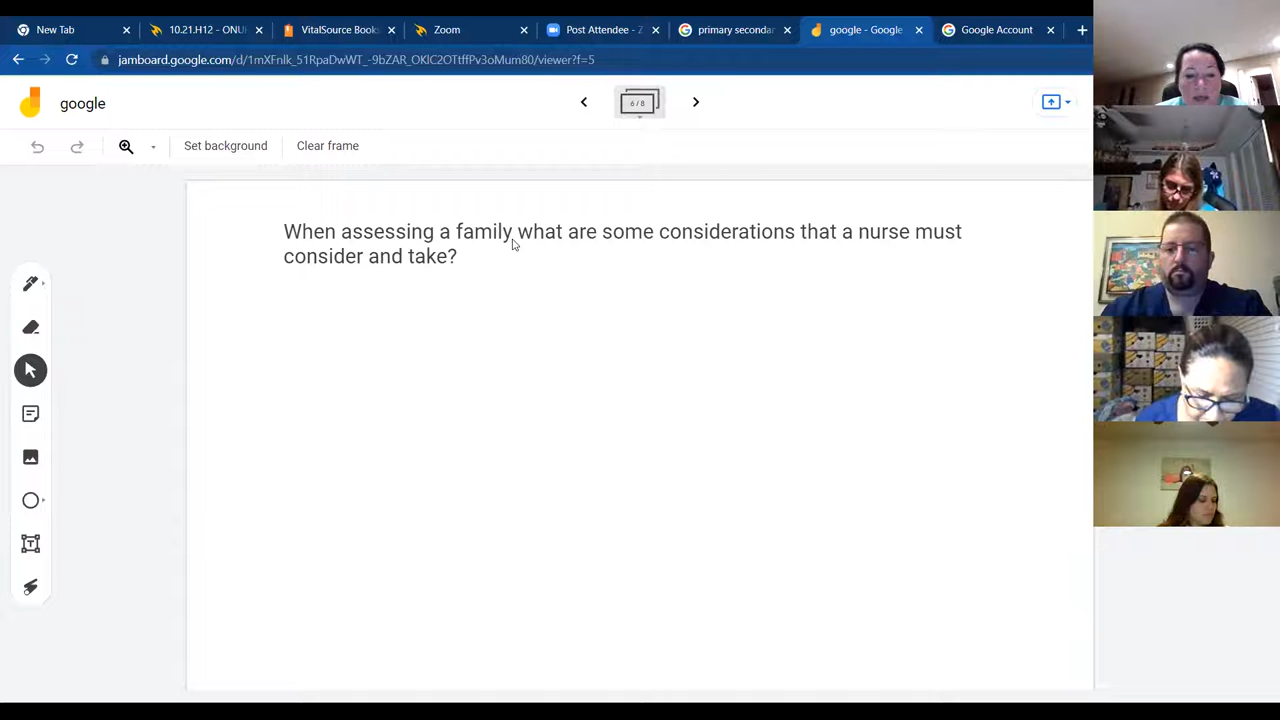 New Tab
10.21.H12 - ONU
VitalSource Books
Zoom
Post Attendee - Z
primary secondar
google - Google
Google Account
jamboard.google.com/d/1mXFnlk_51RpaDwWT_-9bZAR_OKlC2OTtffPv3oMum80/viewer?f=5
google
6 / 8
Set background
Clear frame
When assessing a family what are some considerations that a nurse must
consider and take?